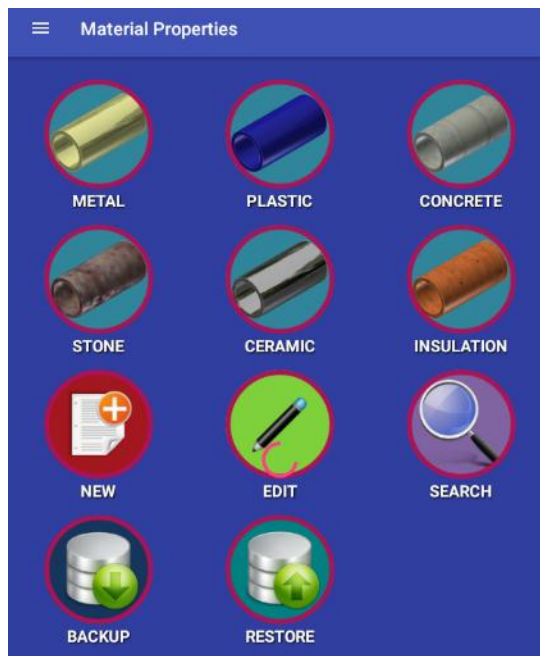 Material Properties
METAL
PLASTIC
CONCRETE
STONE
CERAMIC
INSULATION
NEW
EDIT
SEARCH
BACKUP
RESTORE